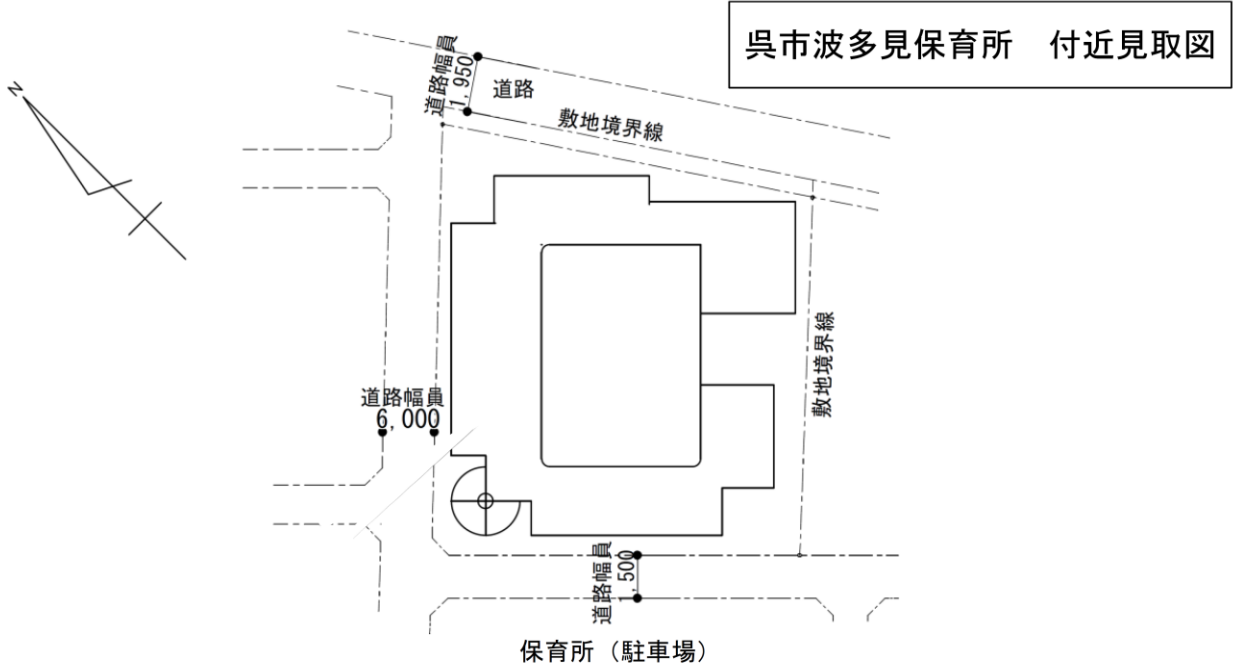 呉市波多見保育所　付近見取図
N
道路幅員
1,950
道路
敷地境界線
敷地境界線
道路幅員
6,000
道路幅員
1,500
保育所（駐車場）